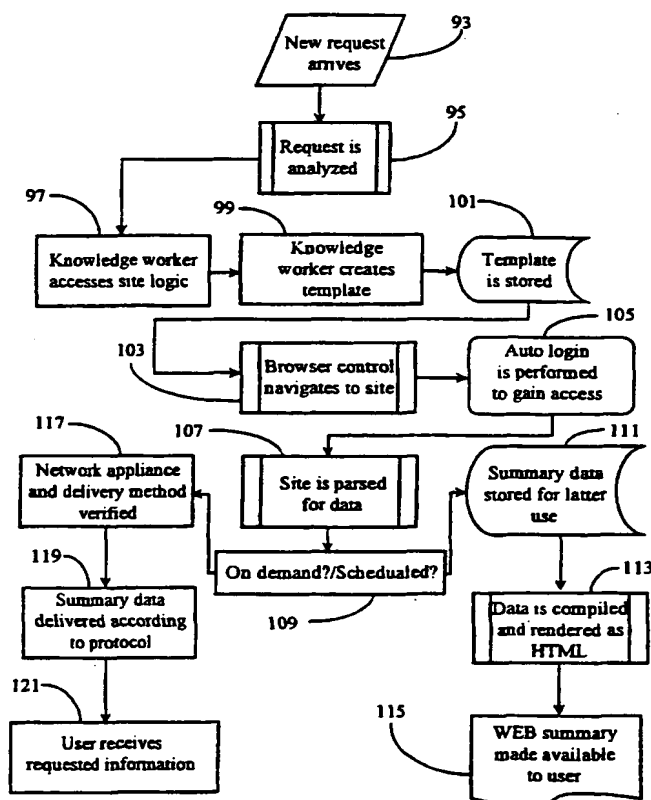 93
New request
arrives
95
Request is
analyzed
97
99
101
Knowledge worker
accesses site logic
Knowledge
worker creates
template
Template
is stored
103
105
Browser control
navigates to site
Auto login
is performed
to gain access
117
107
111
Network appliance
and delivery method
verified
Site is parsed
for data
Summary data
stored for latter
use
119
On demand?/Schedualed?
109
113
Summary data
delivered according
to protocol
Data is compiled
and rendered as
HTML
121
115
User receives
requested information
WEB summary
made available
to user